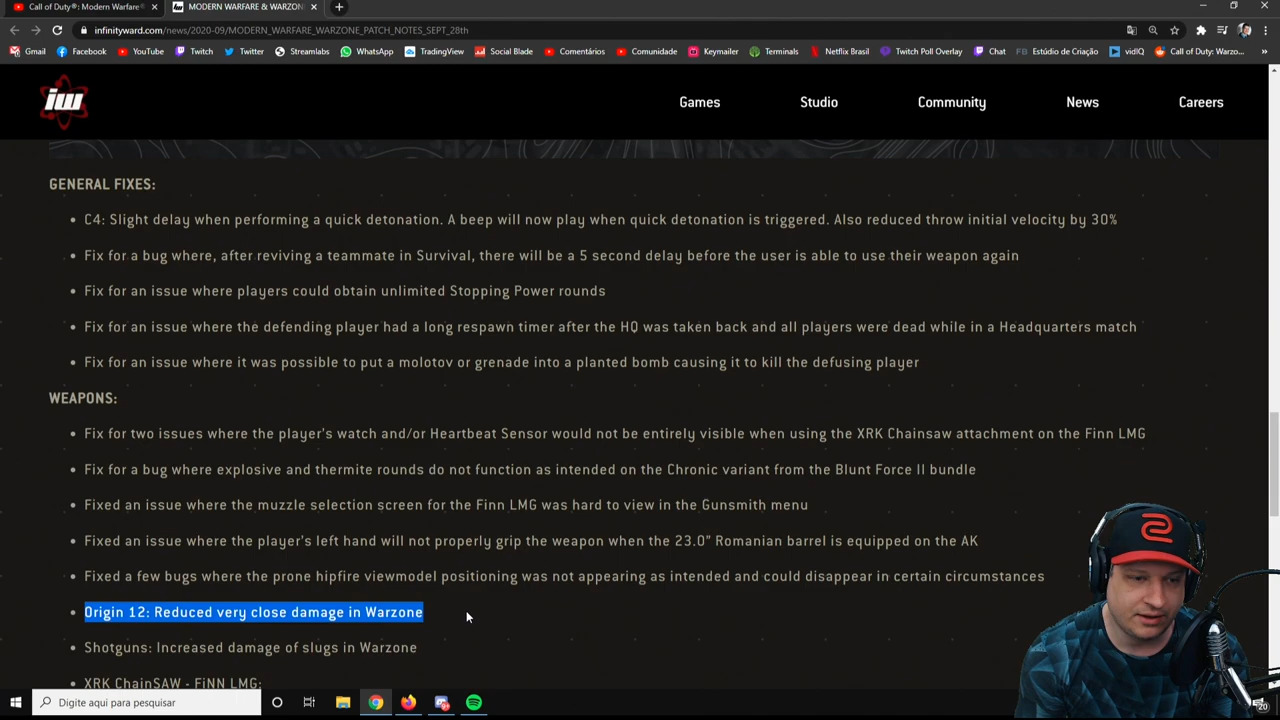 Call of Duty®: Modern Warfare®
MODERN WARFARE & WARZON
infinityward.com/news/2020-09/MODERN_WARFARE_WARZONE_PATCH_NOTES_SEPT_28th
Gmail Facebook YouTube Twitch Twitter Streamlabs WhatsApp TradingView Social Blade Comentários Comunidade Keymailer Terminals Netflix Brasil Twitch Poll Overlay Chat Estúdio de Criação vidIQ Call of Duty: Warzo...
iw
Games Studio Community News Careers
GENERAL FIXES:
• C4: Slight delay when performing a quick detonation. A beep will now play when quick detonation is triggered. Also reduced throw initial velocity by 30%
• Fix for a bug where, after reviving a teammate in Survival, there will be a 5 second delay before the user is able to use their weapon again
• Fix for an issue where players could obtain unlimited Stopping Power rounds
• Fix for an issue where the defending player had a long respawn timer after the HQ was taken back and all players were dead while in a Headquarters match
• Fix for an issue where it was possible to put a molotov or grenade into a planted bomb causing it to kill the defusing player
WEAPONS:
• Fix for two issues where the player's watch and/or Heartbeat Sensor would not be entirely visible when using the XRK Chainsaw attachment on the Finn LMG
• Fix for a bug where explosive and thermite rounds do not function as intended on the Chronic variant from the Blunt Force II bundle
• Fixed an issue where the muzzle selection screen for the Finn LMG was hard to view in the Gunsmith menu
• Fixed an issue where the player's left hand will not properly grip the weapon when the 23.0" Romanian barrel is equipped on the AK
• Fixed a few bugs where the prone hipfire viewmodel positioning was not appearing as intended and could disappear in certain circumstances
• Origin 12: Reduced very close damage in Warzone
• Shotguns: Increased damage of slugs in Warzone
• XRK ChainSAW - FiNN LMG:
Digite aqui para pesquisar
20